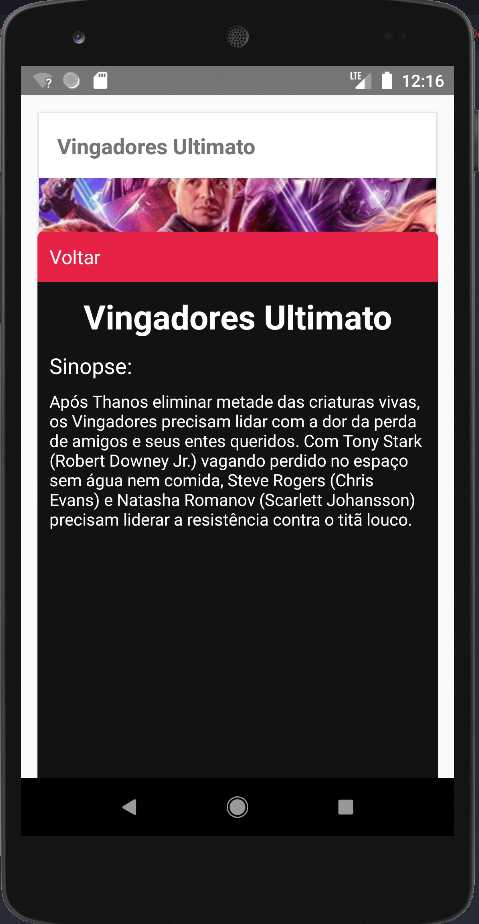 LTE 12:16
Vingadores Ultimato
Voltar
Vingadores Ultimato
Sinopse:
Após Thanos eliminar metade das criaturas vivas,
os Vingadores precisam lidar com a dor da perda
de amigos e seus entes queridos. Com Tony Stark
(Robert Downey Jr.) vagando perdido no espaço
sem água nem comida, Steve Rogers (Chris
Evans) e Natasha Romanov (Scarlett Johansson)
precisam liderar a resistência contra o titã louco.